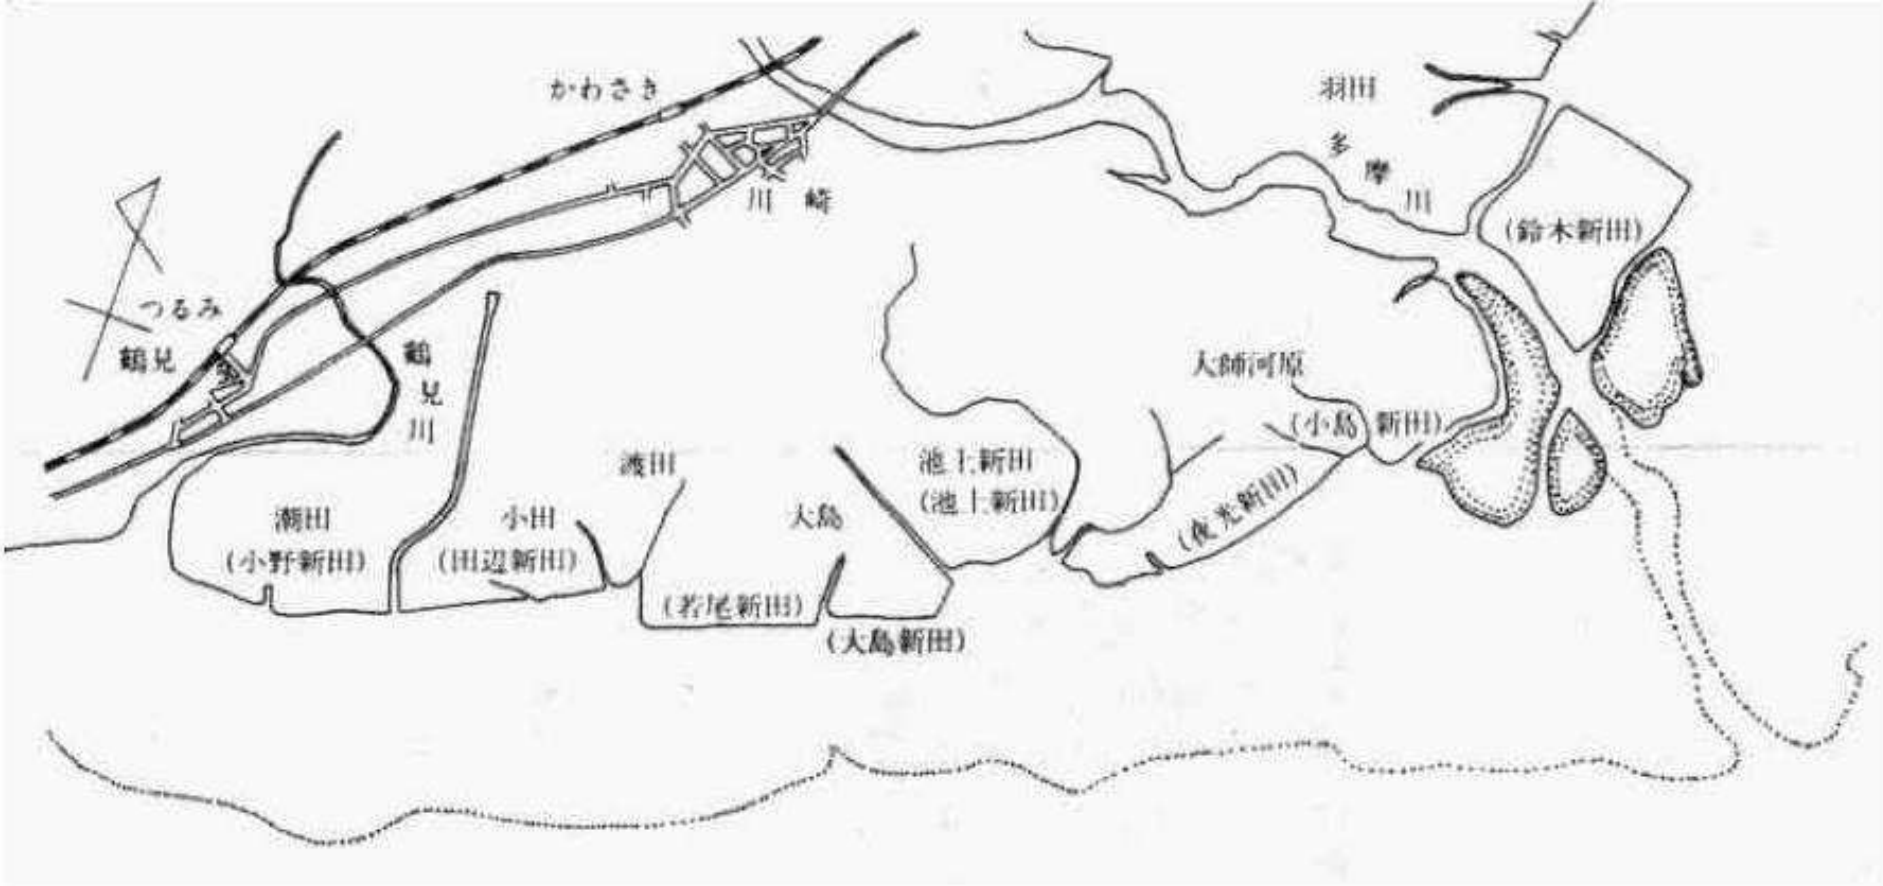 かわさき
羽田
多摩川
川崎
(鈴木新田)
つるみ
鶴見
鶴見川
大師河原
(小島新田)
渡田
池上新田
(池上新田)
潮田
(小野新田)
小田
(田辺新田)
大島
(夜光新田)
(若尾新田)
(大島新田)